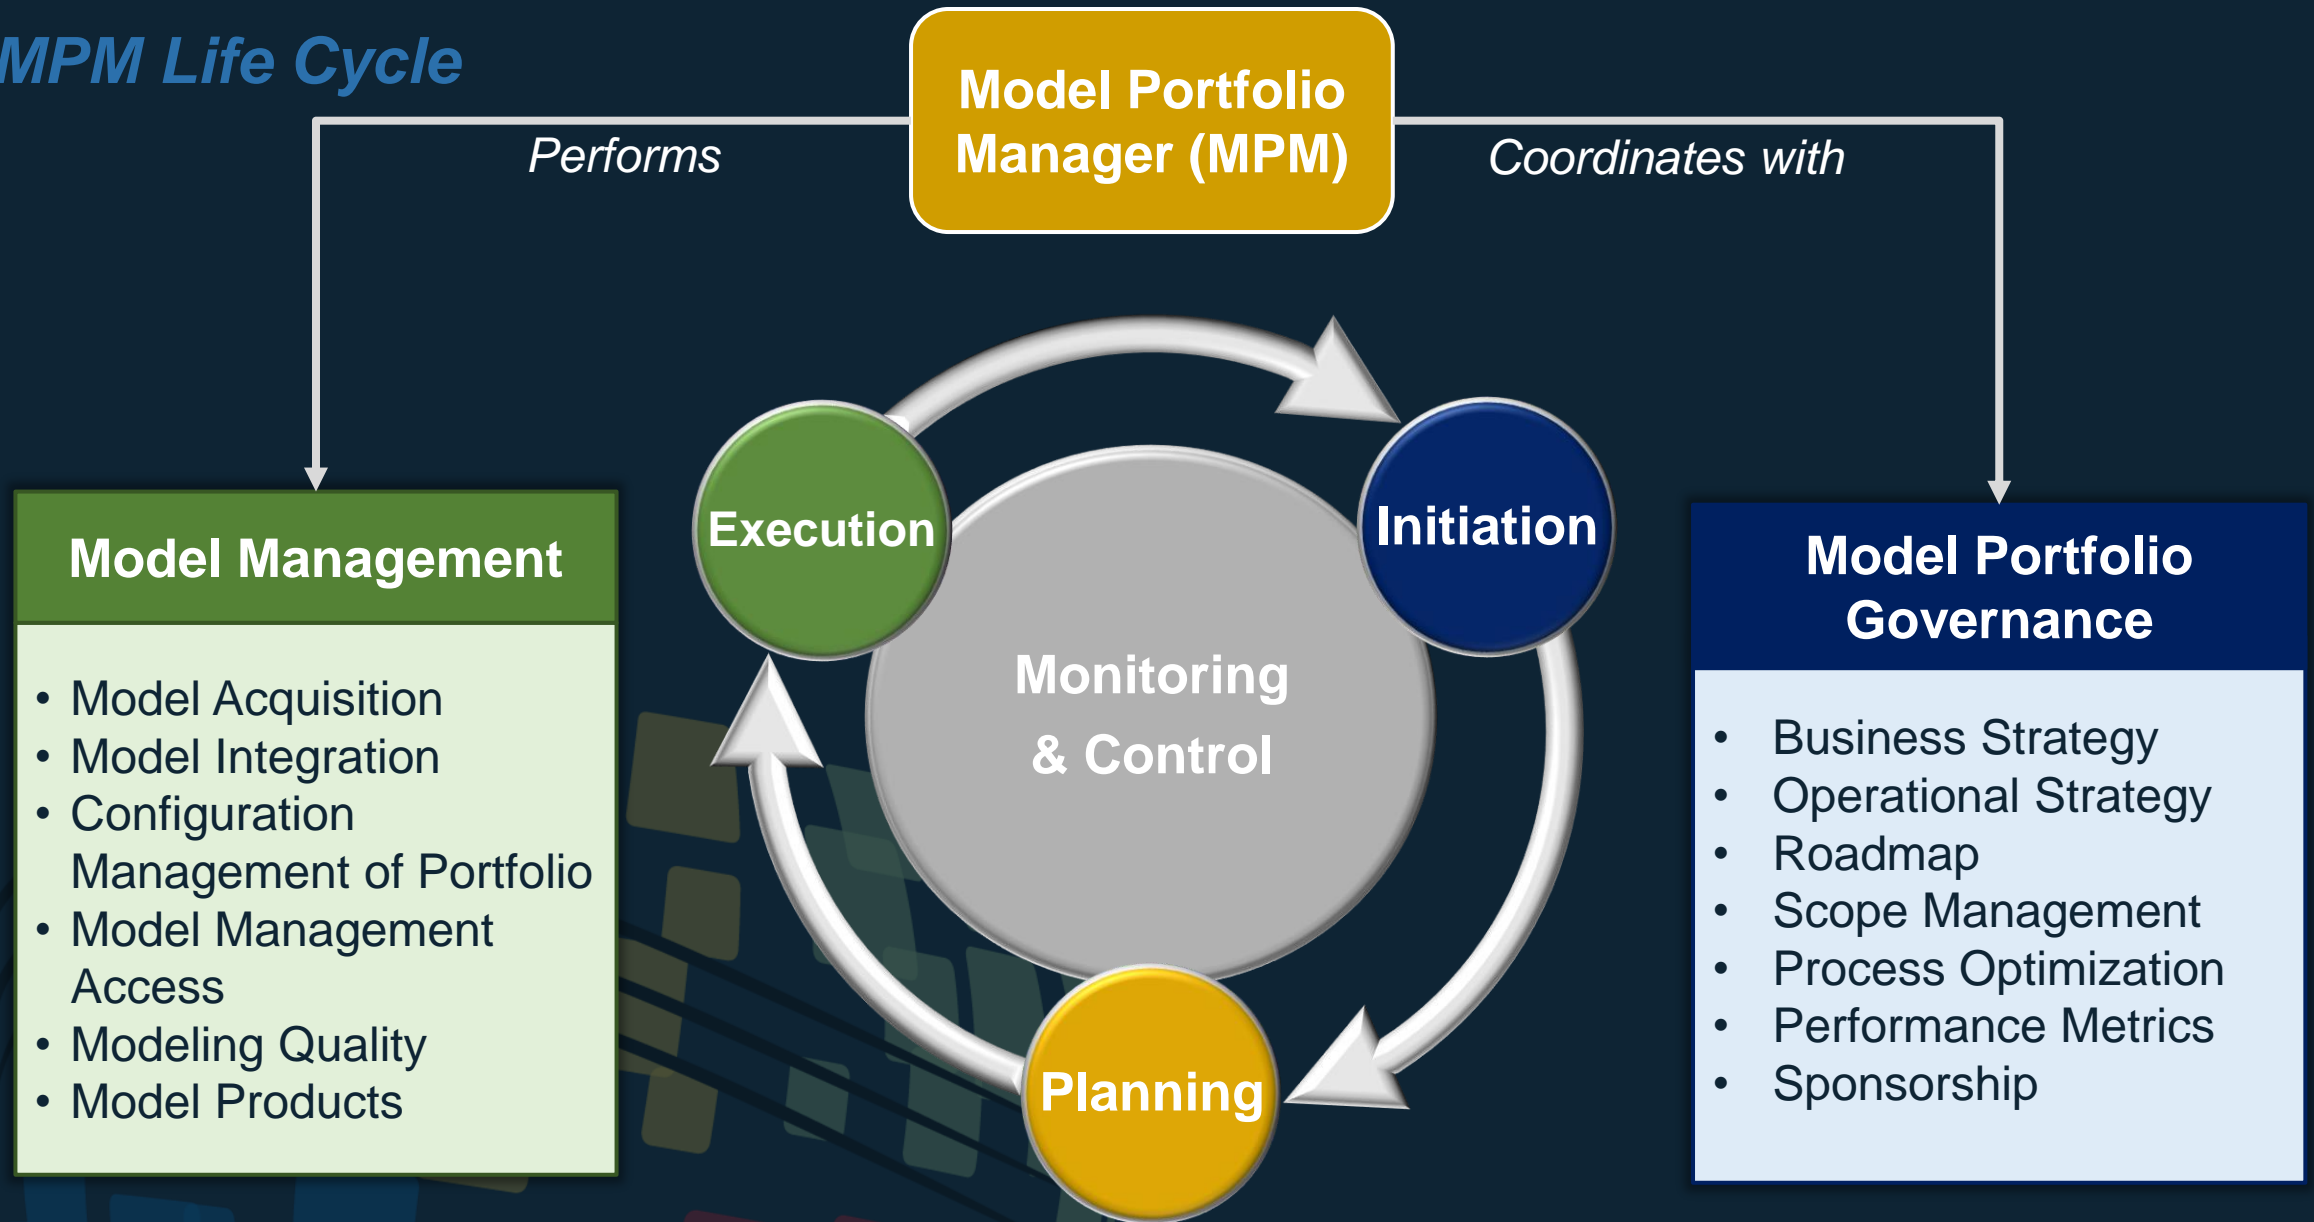 MPM Life Cycle
Model Portfolio
Manager (MPM)
Performs
Coordinates with
Execution
Initiation
Monitoring
& Control
Planning
Model Management
• Model Acquisition
• Model Integration
• Configuration
Management of Portfolio
• Model Management
Access
• Modeling Quality
• Model Products
Model Portfolio
Governance
• Business Strategy
• Operational Strategy
• Roadmap
• Scope Management
• Process Optimization
• Performance Metrics
• Sponsorship